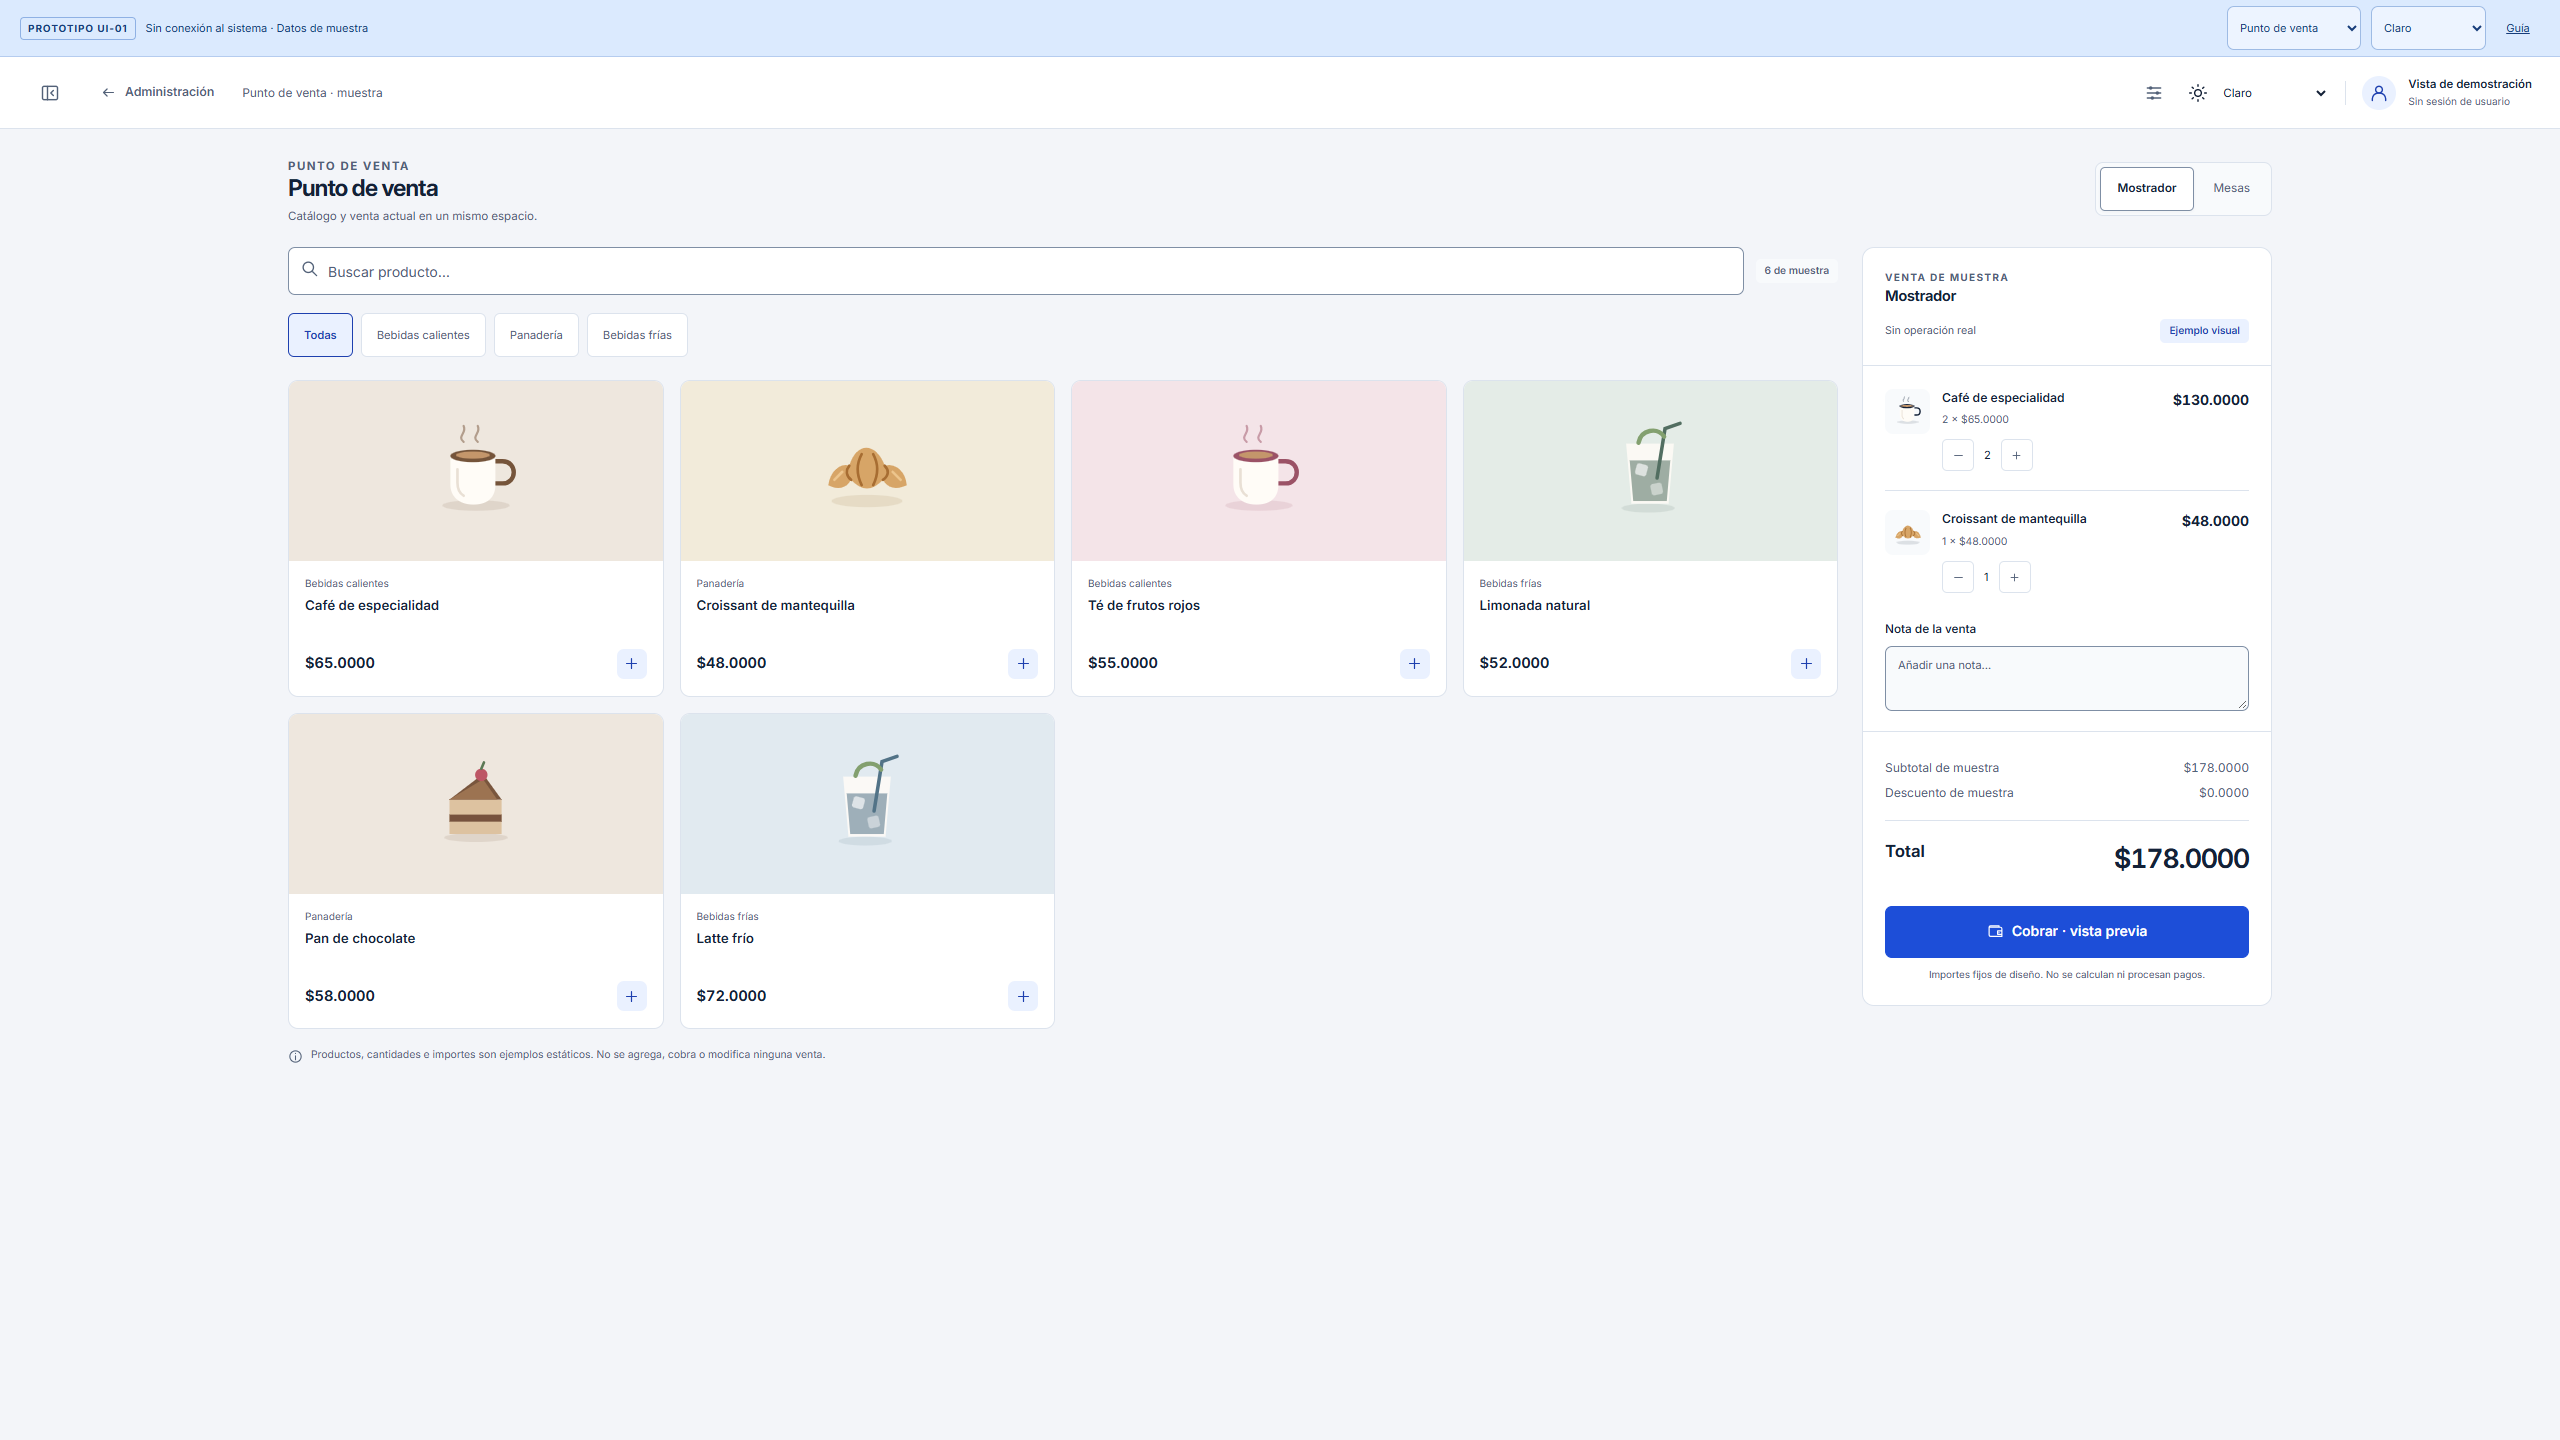 PROTOTIPO UI-01 Sin conexión al sistema · Datos de muestra Punto de venta Claro Guía
Administración Punto de venta · muestra Claro Vista de demostración
Sin sesión de usuario
PUNTO DE VENTA
Punto de venta
Catálogo y venta actual en un mismo espacio.
Mostrador Mesas
Buscar producto...
6 de muestra
Todas Bebidas calientes Panadería Bebidas frías
Bebidas calientes
Café de especialidad
$65.0000
+
Panadería
Croissant de mantequilla
$48.0000
+
Bebidas calientes
Té de frutos rojos
$55.0000
+
Bebidas frías
Limonada natural
$52.0000
+
Panadería
Pan de chocolate
$58.0000
+
Bebidas frías
Latte frío
$72.0000
+
Productos, cantidades e importes son ejemplos estáticos. No se agrega, cobra o modifica ninguna venta.
VENTA DE MUESTRA
Mostrador
Sin operación real Ejemplo visual
Café de especialidad $130.0000
2 × $65.0000
− 2 +
Croissant de mantequilla $48.0000
1 × $48.0000
− 1 +
Nota de la venta
Añadir una nota...
Subtotal de muestra $178.0000
Descuento de muestra $0.0000
Total $178.0000
Cobrar · vista previa
Importes fijos de diseño. No se calculan ni procesan pagos.